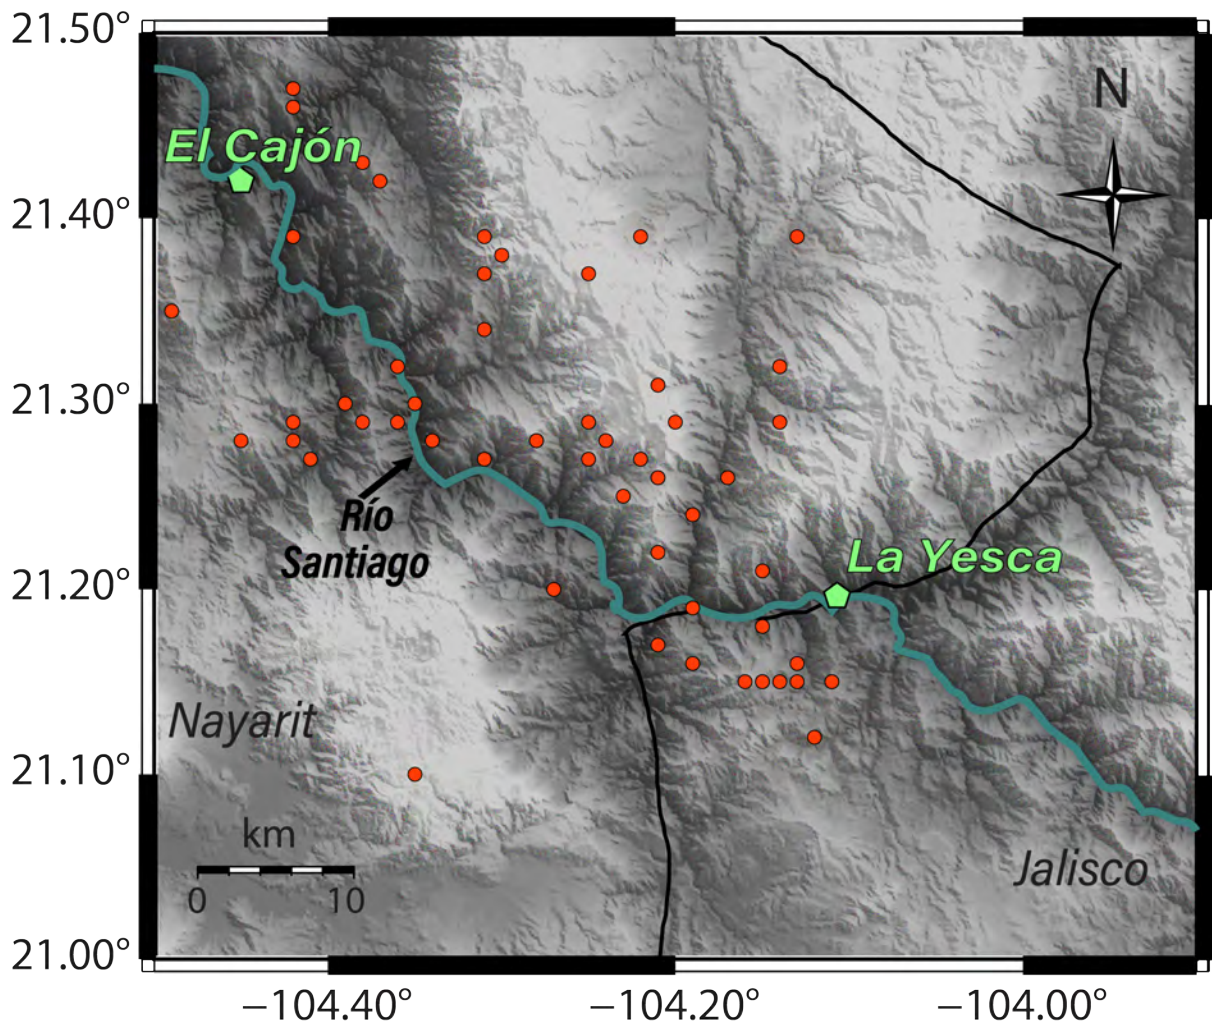 21.50°
N
El Cajón
21.40°
21.30°
Río
Santiago
La Yesca
21.20°
Nayarit
21.10°
km
0 10
Jalisco
21.00°
−104.40° −104.20° −104.00°